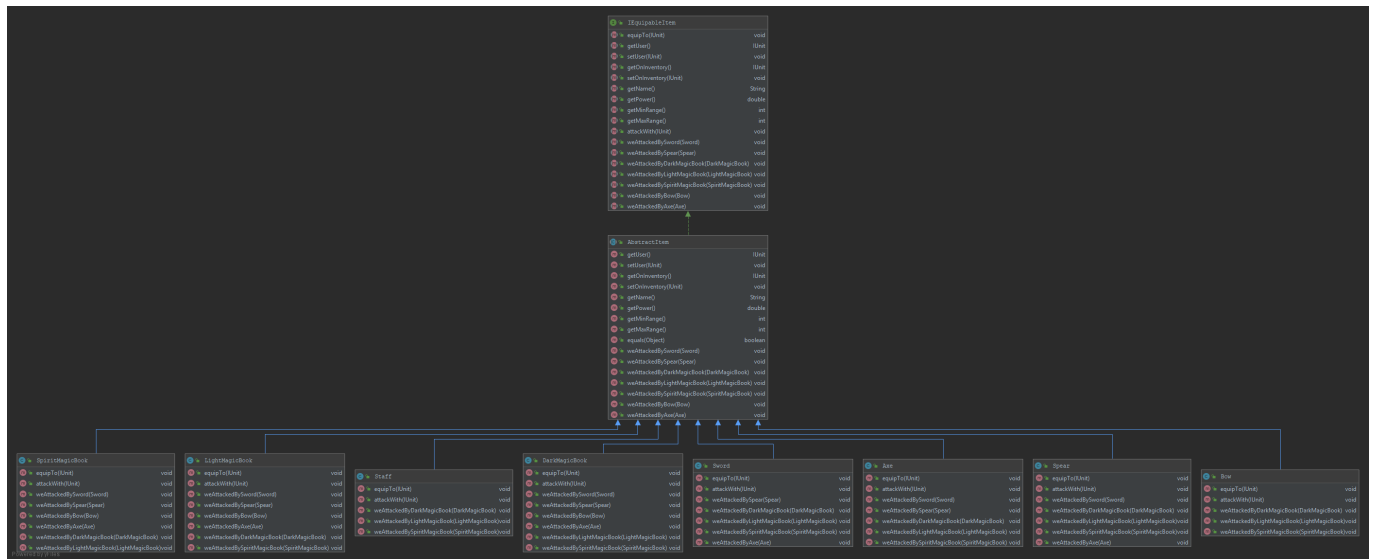 IEquipableItem
equipTo(IUnit) void
getUser() IUnit
setUser(IUnit) void
getOnInventory() IUnit
setOnInventory(IUnit) void
getName() String
getPower() double
getMinRange() int
getMaxRange() int
attackWith(IUnit) void
weAttackedBySword(Sword) void
weAttackedBySpear(Spear) void
weAttackedByDarkMagicBook(DarkMagicBook) void
weAttackedByLightMagicBook(LightMagicBook) void
weAttackedBySpiritMagicBook(SpiritMagicBook) void
weAttackedByBow(Bow) void
weAttackedByAxe(Axe) void
AbstractItem
getUser() IUnit
setUser(IUnit) void
getOnInventory() IUnit
setOnInventory(IUnit) void
getName() String
getPower() double
getMinRange() int
getMaxRange() int
equals(Object) boolean
weAttackedBySword(Sword) void
weAttackedBySpear(Spear) void
weAttackedByDarkMagicBook(DarkMagicBook) void
weAttackedByLightMagicBook(LightMagicBook) void
weAttackedBySpiritMagicBook(SpiritMagicBook) void
weAttackedByBow(Bow) void
weAttackedByAxe(Axe) void
SpiritMagicBook
equipTo(IUnit) void
attackWith(IUnit) void
weAttackedBySword(Sword) void
weAttackedBySpear(Spear) void
weAttackedByBow(Bow) void
weAttackedByAxe(Axe) void
weAttackedByDarkMagicBook(DarkMagicBook) void
weAttackedByLightMagicBook(LightMagicBook) void
LightMagicBook
equipTo(IUnit) void
attackWith(IUnit) void
weAttackedBySword(Sword) void
weAttackedBySpear(Spear) void
weAttackedByBow(Bow) void
weAttackedByAxe(Axe) void
weAttackedByDarkMagicBook(DarkMagicBook) void
weAttackedBySpiritMagicBook(SpiritMagicBook) void
Staff
equipTo(IUnit) void
attackWith(IUnit) void
weAttackedByDarkMagicBook(DarkMagicBook) void
weAttackedByLightMagicBook(LightMagicBook) void
weAttackedBySpiritMagicBook(SpiritMagicBook) void
DarkMagicBook
equipTo(IUnit) void
attackWith(IUnit) void
weAttackedBySword(Sword) void
weAttackedBySpear(Spear) void
weAttackedByBow(Bow) void
weAttackedByAxe(Axe) void
weAttackedByLightMagicBook(LightMagicBook) void
weAttackedBySpiritMagicBook(SpiritMagicBook) void
Sword
equipTo(IUnit) void
attackWith(IUnit) void
weAttackedBySpear(Spear) void
weAttackedByDarkMagicBook(DarkMagicBook) void
weAttackedByLightMagicBook(LightMagicBook) void
weAttackedBySpiritMagicBook(SpiritMagicBook) void
weAttackedByAxe(Axe) void
Axe
equipTo(IUnit) void
attackWith(IUnit) void
weAttackedBySword(Sword) void
weAttackedBySpear(Spear) void
weAttackedByDarkMagicBook(DarkMagicBook) void
weAttackedByLightMagicBook(LightMagicBook) void
weAttackedBySpiritMagicBook(SpiritMagicBook) void
Spear
equipTo(IUnit) void
attackWith(IUnit) void
weAttackedBySword(Sword) void
weAttackedByDarkMagicBook(DarkMagicBook) void
weAttackedByLightMagicBook(LightMagicBook) void
weAttackedBySpiritMagicBook(SpiritMagicBook) void
weAttackedByAxe(Axe) void
Bow
equipTo(IUnit) void
attackWith(IUnit) void
weAttackedByDarkMagicBook(DarkMagicBook) void
weAttackedByLightMagicBook(LightMagicBook) void
weAttackedBySpiritMagicBook(SpiritMagicBook) void
Powered by yFiles